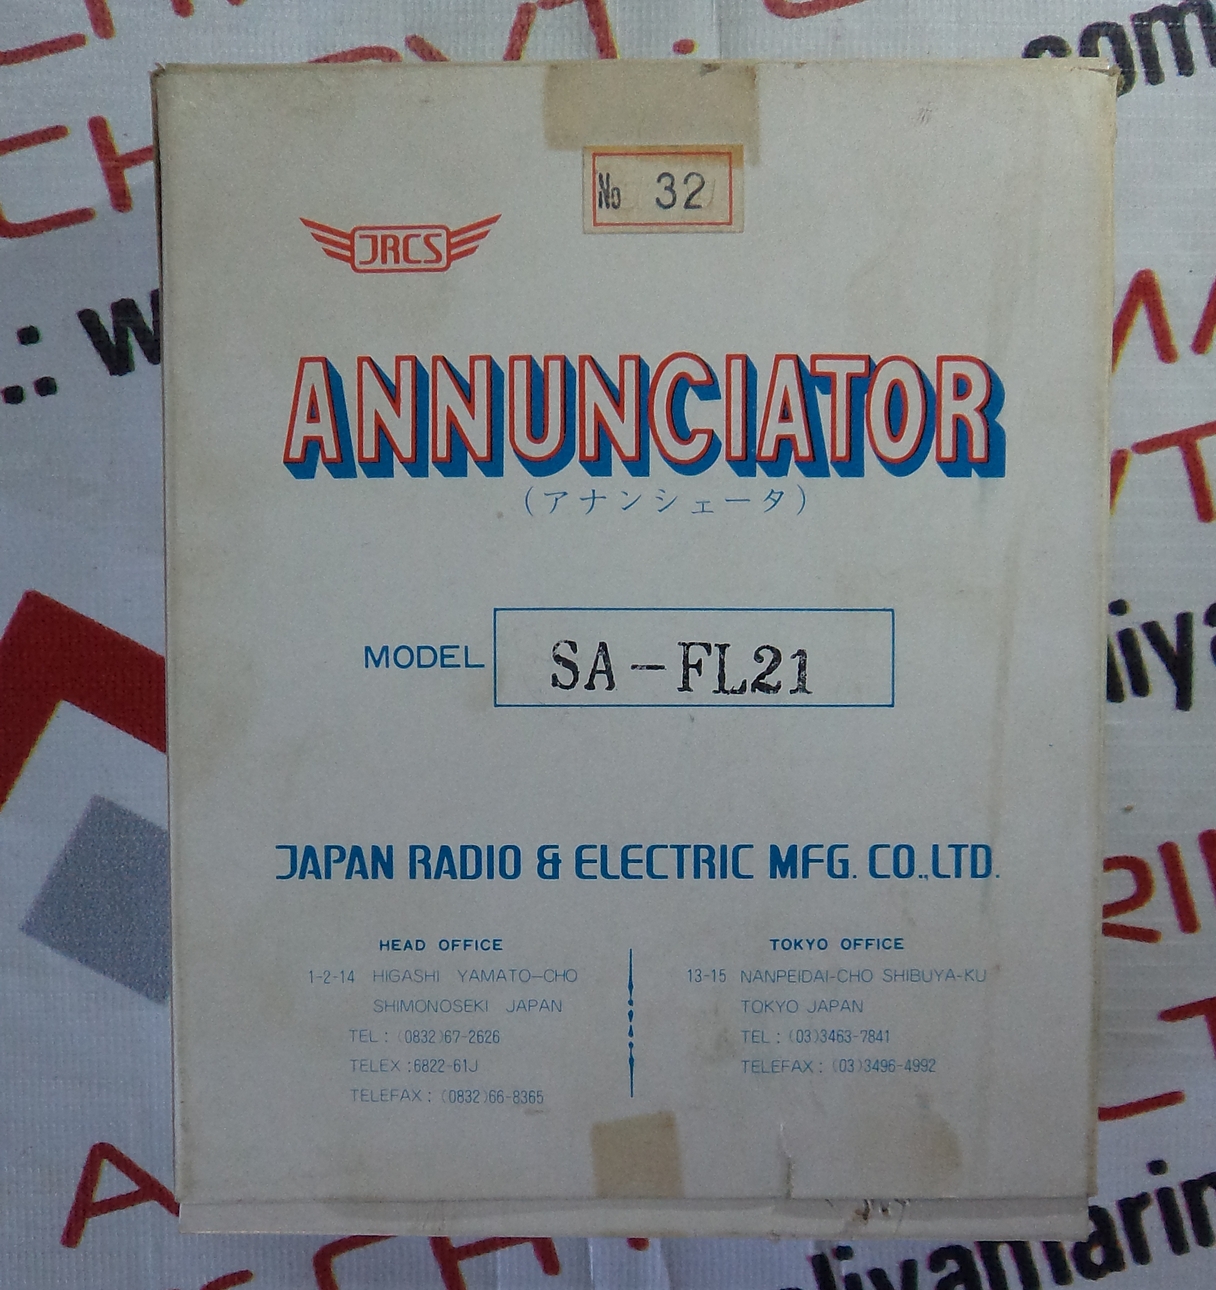 No 32
JRCS
ANNUNCIATOR
(アナンシェータ)
MODEL SA-FL21
JAPAN RADIO & ELECTRIC MFG. CO.,LTD.
HEAD OFFICE
1-2-14 HIGASHI YAMATO-CHO
SHIMONOSEKI JAPAN
TEL : (0832)67-2626
TELEX :6822-61J
TELEFAX : (0832)66-8365
TOKYO OFFICE
13-15 NANPEIDAI-CHO SHIBUYA-KU
TOKYO JAPAN
TEL : (03)3463-7841
TELEFAX : (03)3496-4992